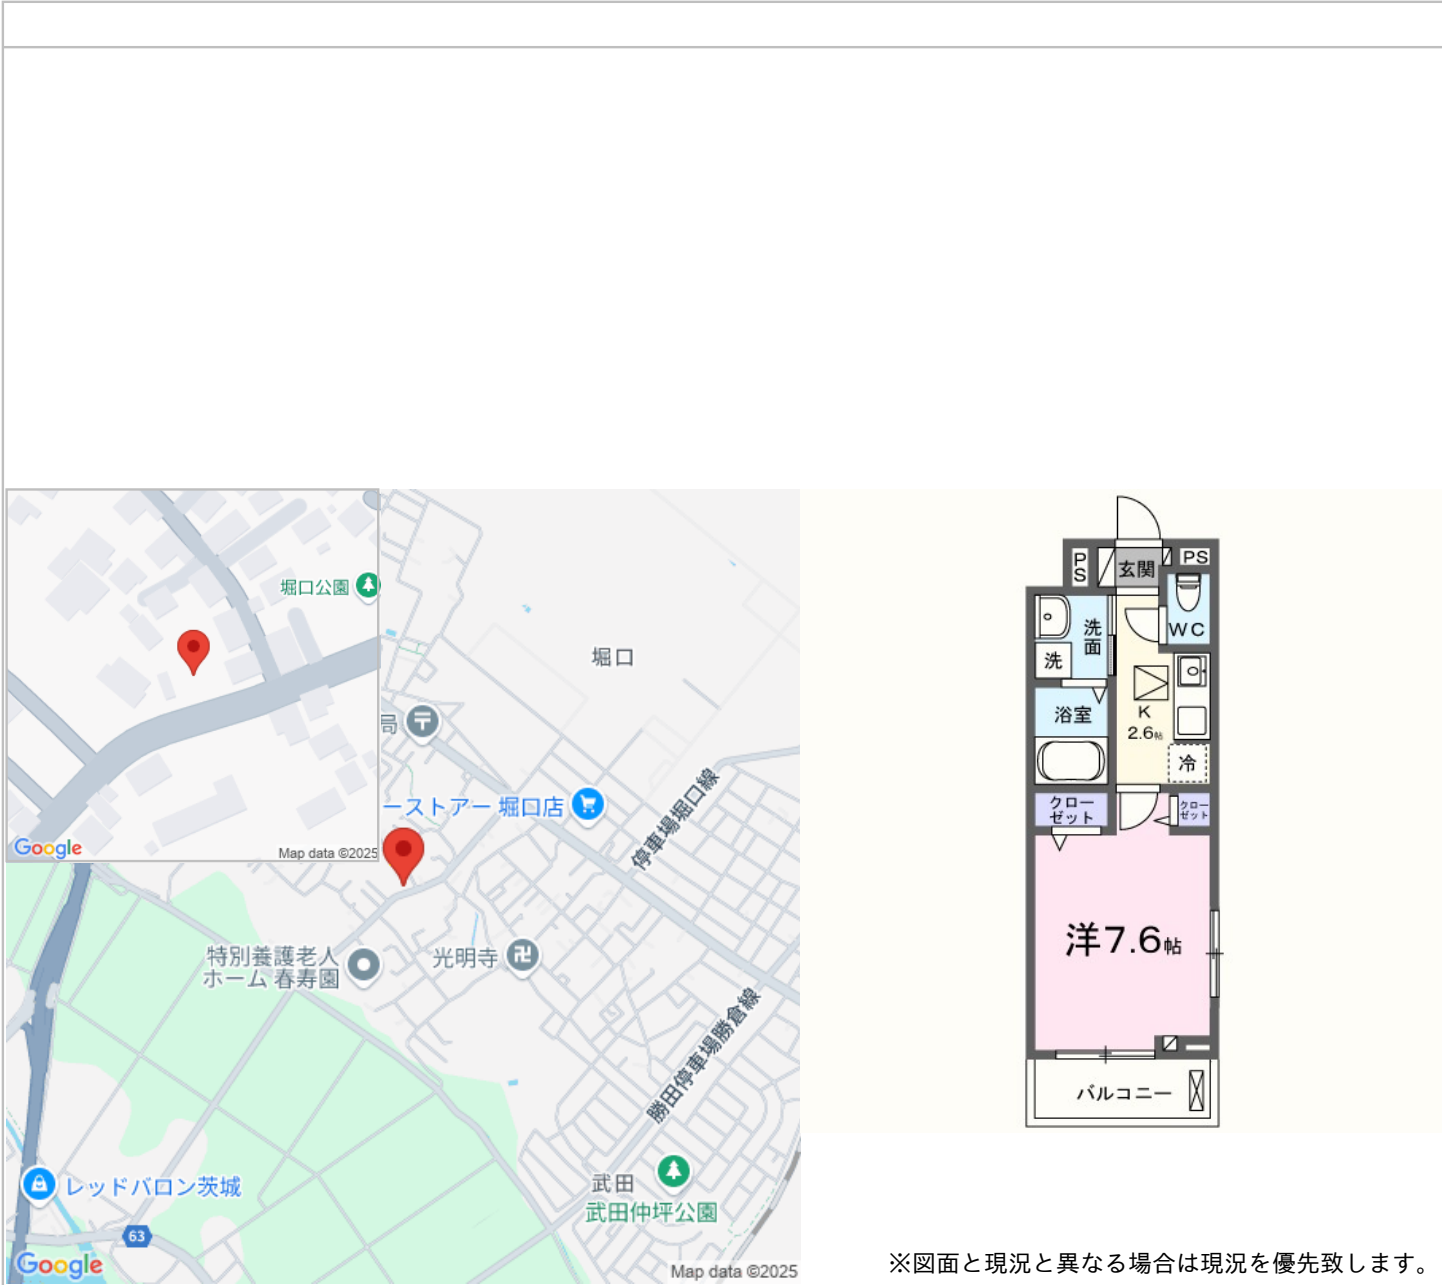 堀口公園
Google
Map data ©2025
堀口
局
ーストアー 堀口店
停車場堀口線
特別養護老人
ホーム 春寿園
光明寺
勝田停車場勝倉線
武田
武田仲坪公園
レッドバロン茨城
63
Google
Map data ©2025
PS
玄関
PS
WC
洗面
洗
浴室
K
2.6帖
冷
クロー
ゼット
クロー
ゼット
洋7.6帖
バルコニー
※図面と現況と異なる場合は現況を優先致します。